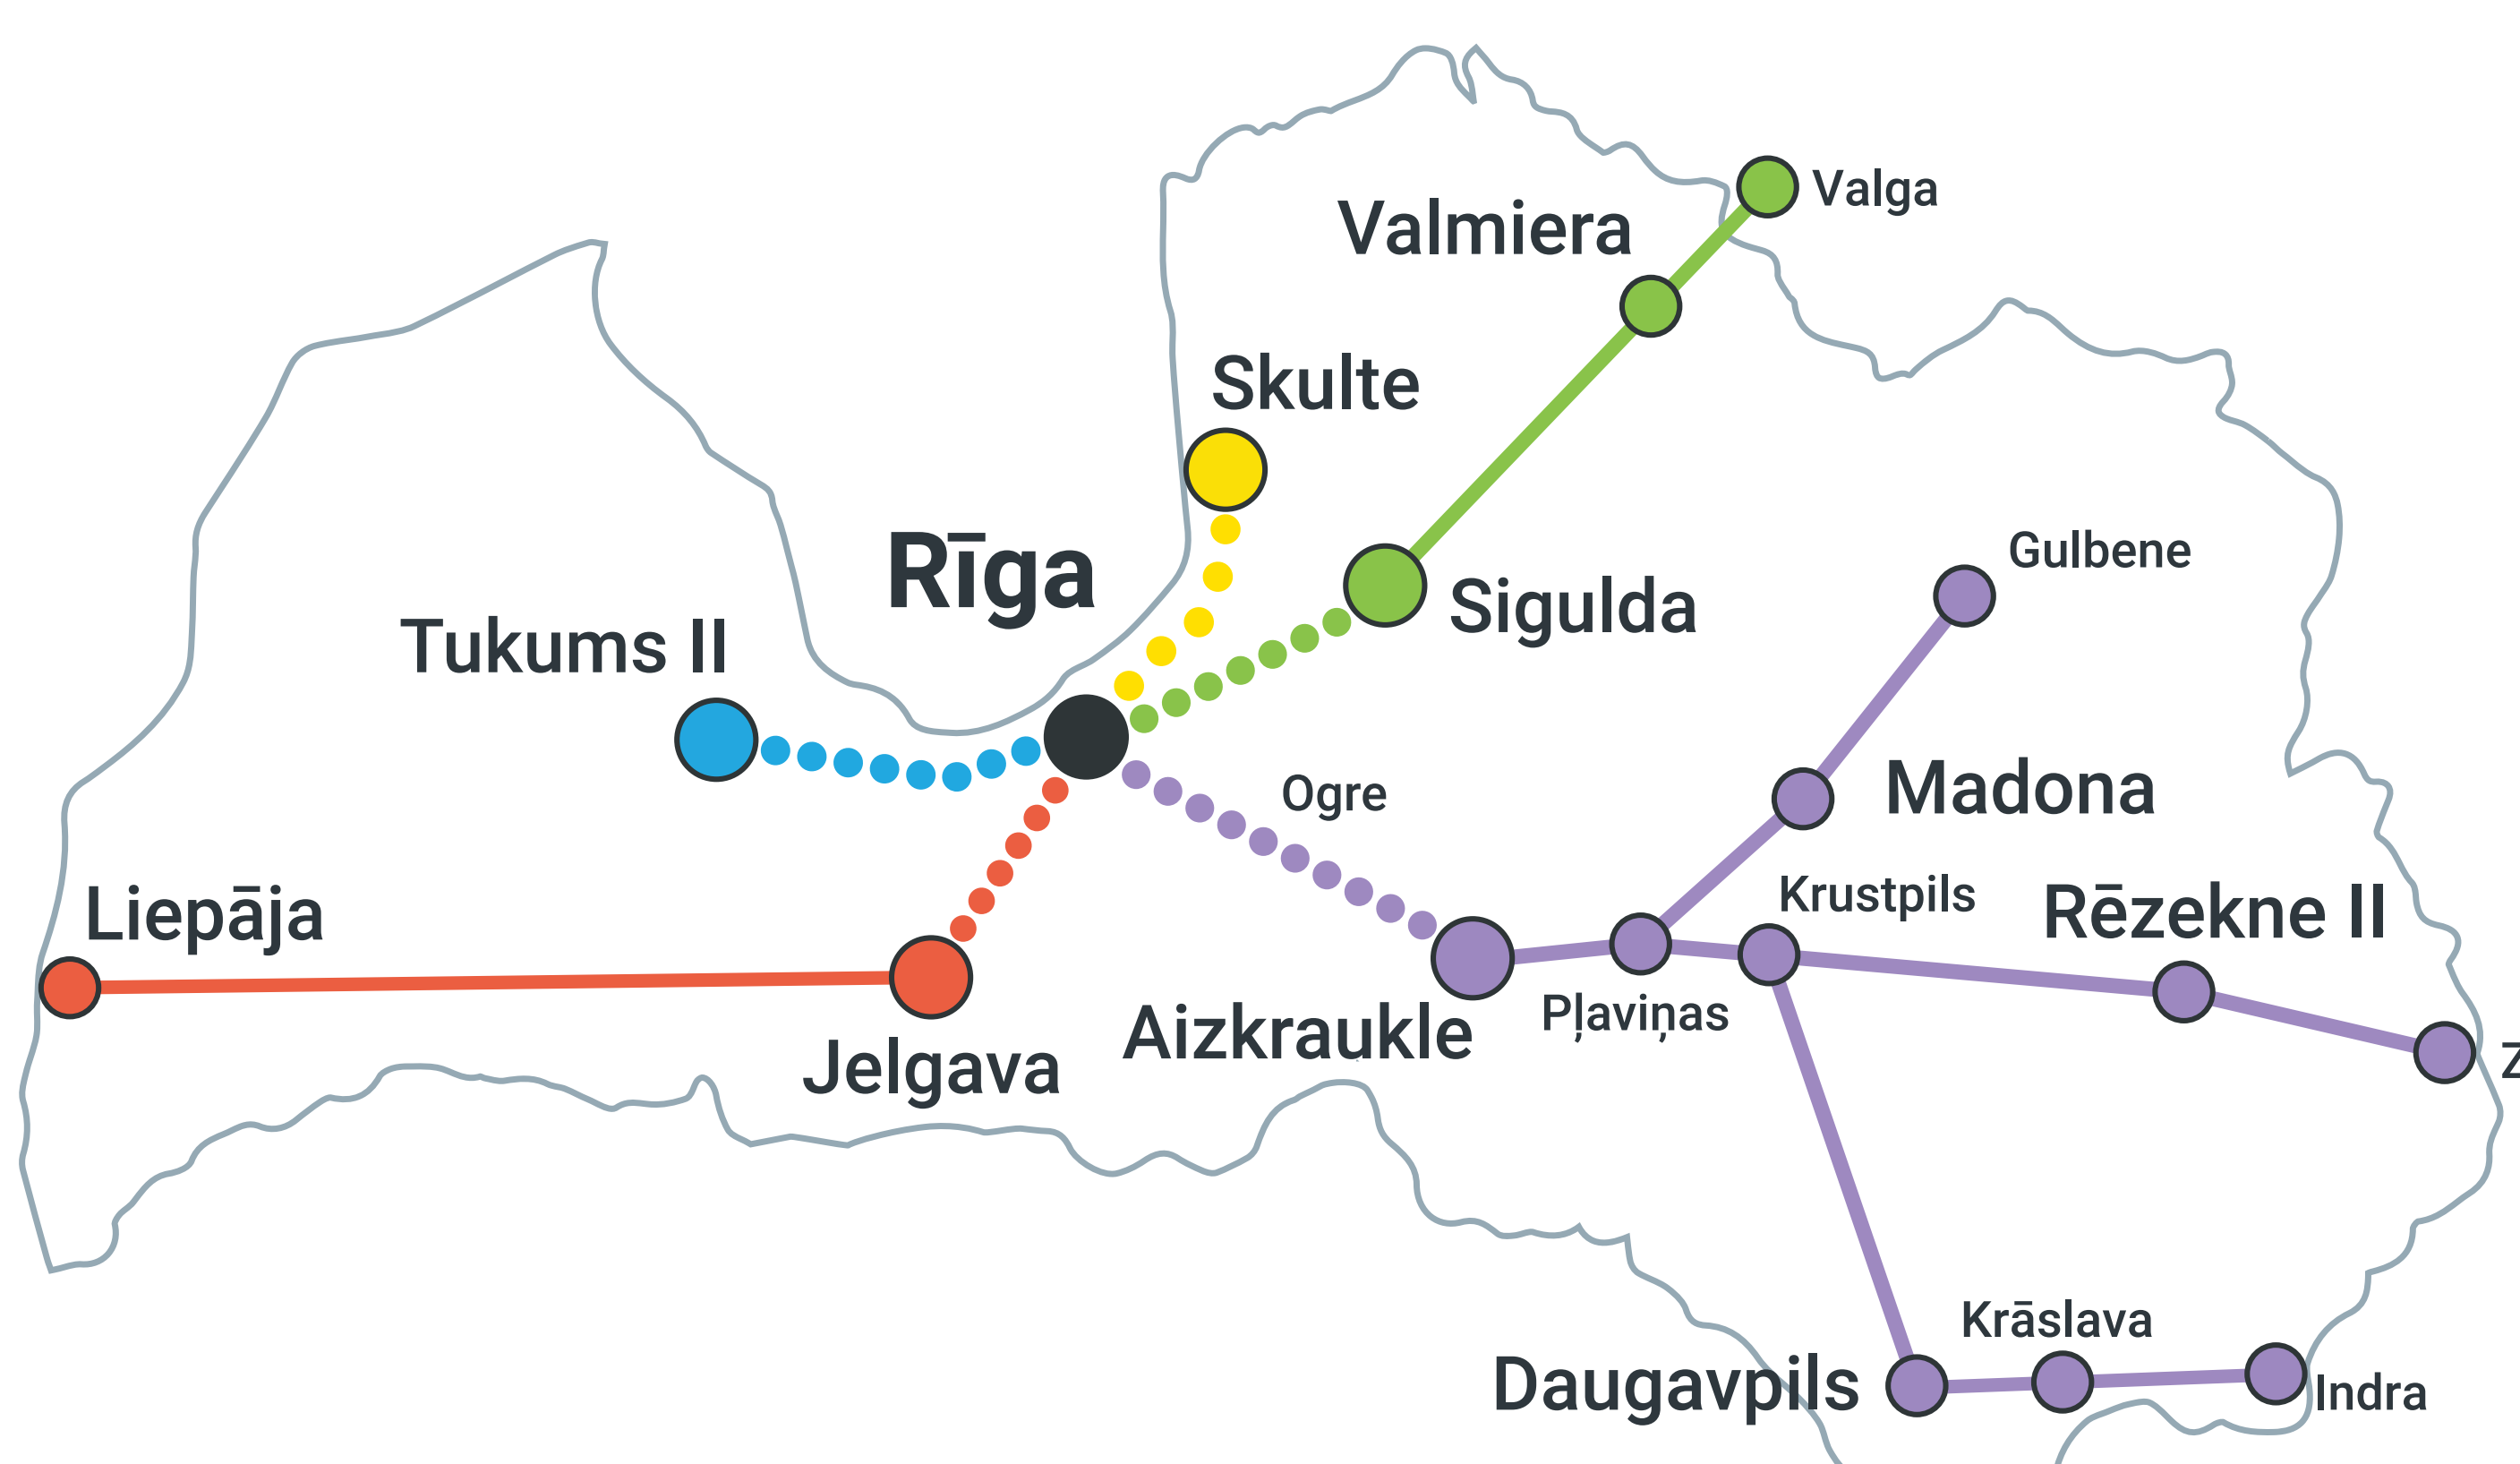 Valga
Valmiera
Skulte
Gulbene
Rīga
Sigulda
Tukums II
Ogre
Madona
Krustpils
Rēzekne II
Liepāja
Pļaviņas
Aizkraukle
Jelgava
Krāslava
Daugavpils
Indra